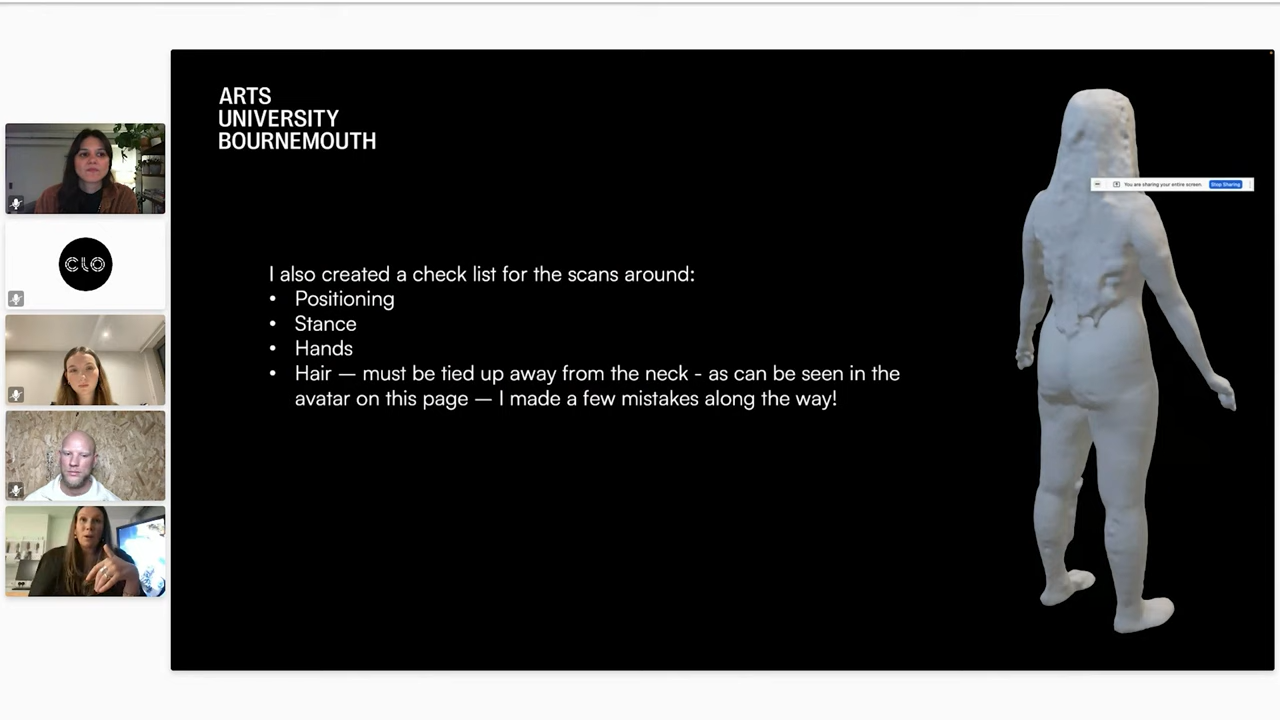 ARTS
UNIVERSITY
BOURNEMOUTH
You are sharing your entire screen.
Stop Sharing
CLO
I also created a check list for the scans around:
• Positioning
• Stance
• Hands
• Hair — must be tied up away from the neck - as can be seen in the
avatar on this page — I made a few mistakes along the way!